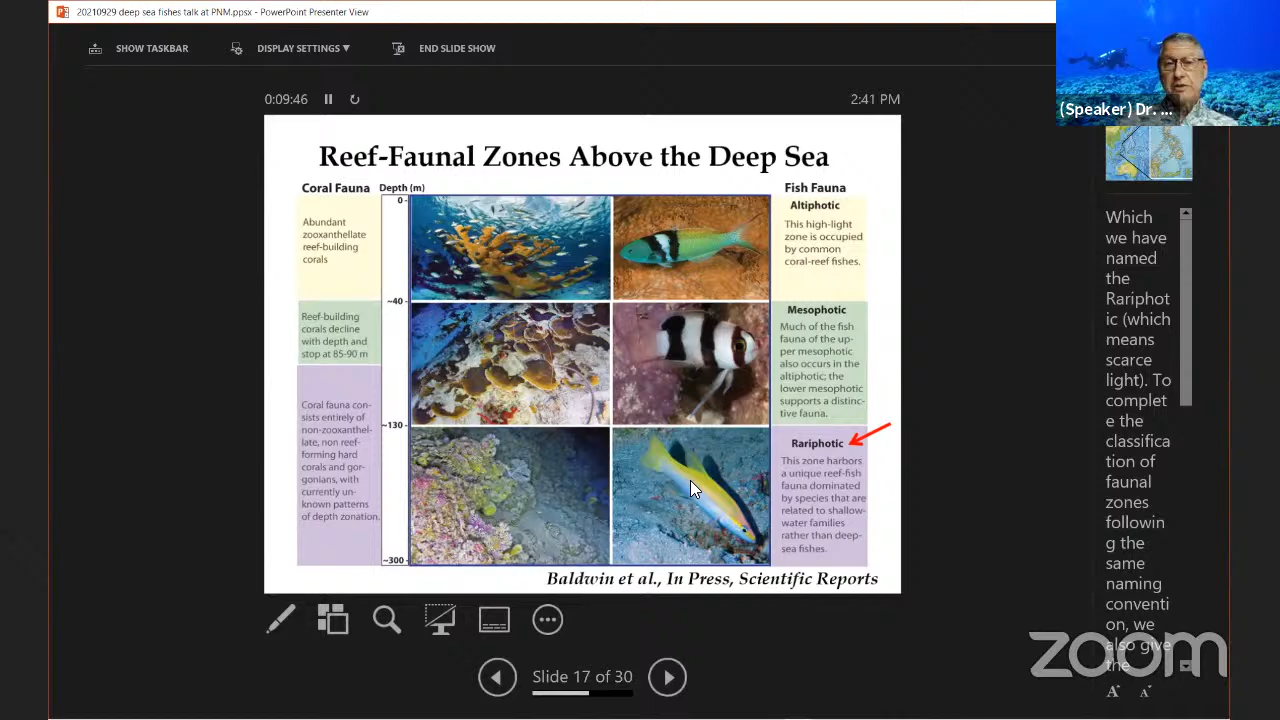 20210929 deep sea fishes talk at PNM.ppsx - PowerPoint Presenter View
SHOW TASKBAR
DISPLAY SETTINGS ▼
END SLIDE SHOW
(Speaker) Dr. ...
0:09:46
2:41 PM
Reef-Faunal Zones Above the Deep Sea
Coral Fauna
Depth (m)
Fish Fauna
0
~40
~130
~300
Abundant
zooxanthellate
reef-building
corals
Reef-building
corals decline
with depth and
stop at 85-90 m
Coral fauna con-
sists entirely of
non-zooxanthel-
late, non reef-
forming hard
corals and gor-
gonians, with
currently un-
known patterns
of depth zonation.
Altiphotic
This high-light
zone is occupied
by common
coral-reef fishes.
Mesophotic
Much of the fish
fauna of the up-
per mesophotic
also occurs in the
altiphotic; the
lower mesophotic
supports a distinc-
tive fauna.
Rariphotic
This zone harbors
a unique reef-fish
fauna dominated
by species that are
related to shallow-
water families
rather than deep-
sea fishes.
Baldwin et al., In Press, Scientific Reports
Slide 17 of 30
Which
we have
named
the
Rariphot
ic (which
means
scarce
light). To
complet
e the
classifica
tion of
faunal
zones
followin
g the
same
naming
conventi
on, we
also give
the
A A
zoom